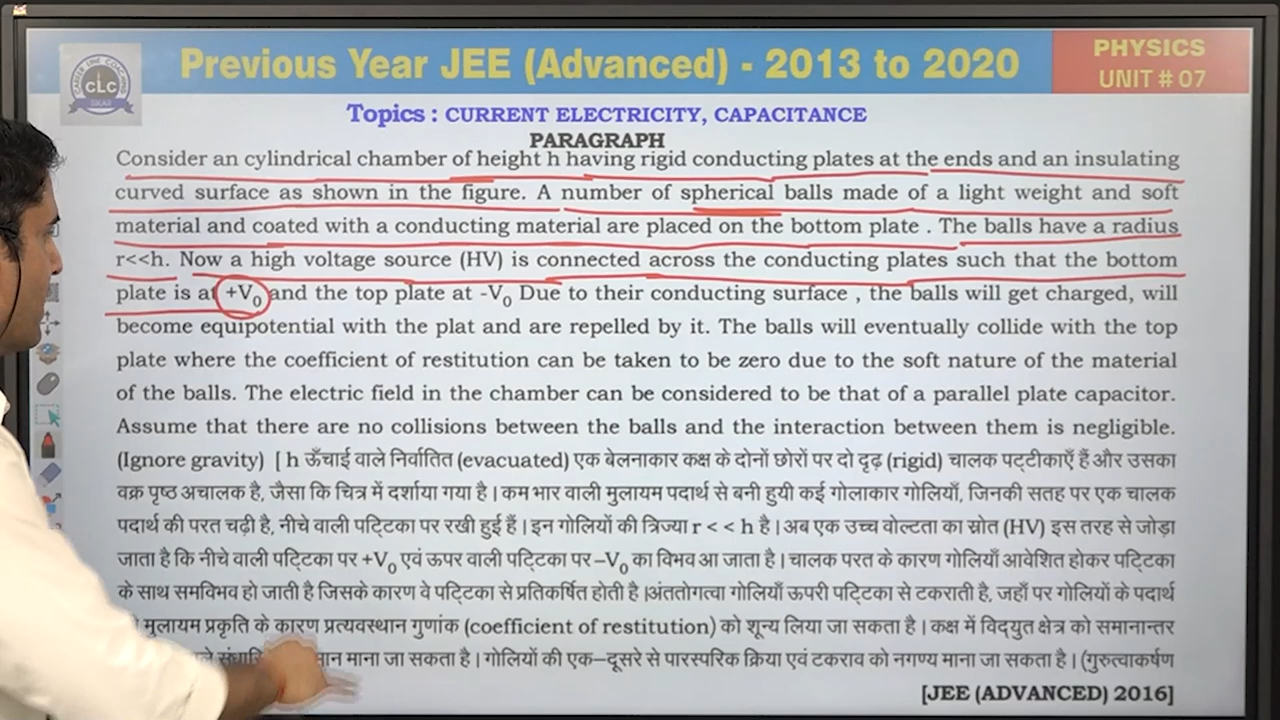 Previous Year JEE (Advanced) - 2013 to 2020
PHYSICS
UNIT # 07
CLC
Topics : CURRENT ELECTRICITY, CAPACITANCE
PARAGRAPH
Consider an cylindrical chamber of height h having rigid conducting plates at the ends and an insulating
curved surface as shown in the figure. A number of spherical balls made of a light weight and soft
material and coated with a conducting material are placed on the bottom plate . The balls have a radius
r<<h. Now a high voltage source (HV) is connected across the conducting plates such that the bottom
plate is at +V₀ and the top plate at -V₀ Due to their conducting surface , the balls will get charged, will
become equipotential with the plat and are repelled by it. The balls will eventually collide with the top
plate where the coefficient of restitution can be taken to be zero due to the soft nature of the material
of the balls. The electric field in the chamber can be considered to be that of a parallel plate capacitor.
Assume that there are no collisions between the balls and the interaction between them is negligible.
(Ignore gravity) [ h ऊँचाई वाले निर्वातित (evacuated) एक बेलनाकार कक्ष के दोनों छोरों पर दो दृढ़ (rigid) चालक पट्टीकाएँ हैं और उसका
वक्र पृष्ठ अचालक है, जैसा कि चित्र में दर्शाया गया है। कम भार वाली मुलायम पदार्थ से बनी हुयी कई गोलाकार गोलियाँ, जिनकी सतह पर एक चालक
पदार्थ की परत चढ़ी है, नीचे वाली पट्टिका पर रखी हुई हैं। इन गोलियों की त्रिज्या r < < h है। अब एक उच्च वोल्टता का स्रोत (HV) इस तरह से जोड़ा
जाता है कि नीचे वाली पट्टिका पर +V₀ एवं ऊपर वाली पट्टिका पर –V₀ का विभव आ जाता है। चालक परत के कारण गोलियाँ आवेशित होकर पट्टिका
के साथ समविभव हो जाती है जिसके कारण वे पट्टिका से प्रतिकर्षित होती है।अंततोगत्वा गोलियाँ ऊपरी पट्टिका से टकराती है, जहाँ पर गोलियों के पदार्थ
मुलायम प्रकृति के कारण प्रत्यवस्थान गुणांक (coefficient of restitution) को शून्य लिया जा सकता है। कक्ष में विद्युत क्षेत्र को समानान्तर
माना जा सकता है। गोलियों की एक–दूसरे से पारस्परिक क्रिया एवं टकराव को नगण्य माना जा सकता है। (गुरुत्वाकर्षण
[JEE (ADVANCED) 2016]